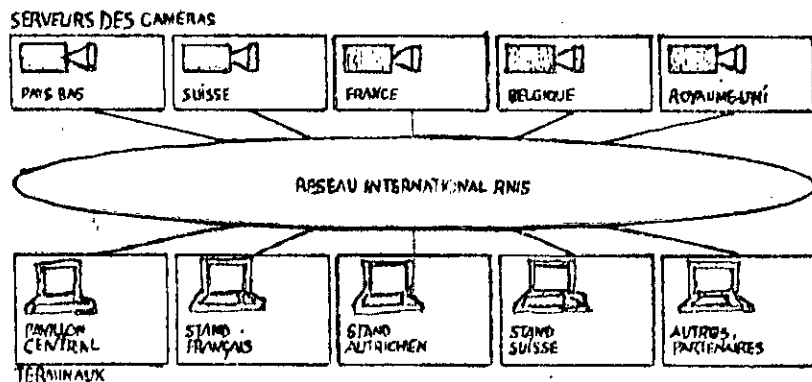 SERVEURS DES CAMÉRAS
PAYS BAS
SUISSE
FRANCE
BELGIQUE
ROYAUME-UNI
RESEAU INTERNATIONAL RNIS
PAVILLON
CENTRAL
STAND
FRANÇAIS
STAND
AUTRICHIEN
STAND
SUISSE
AUTRES
PARTENAIRES
TERMINAUX